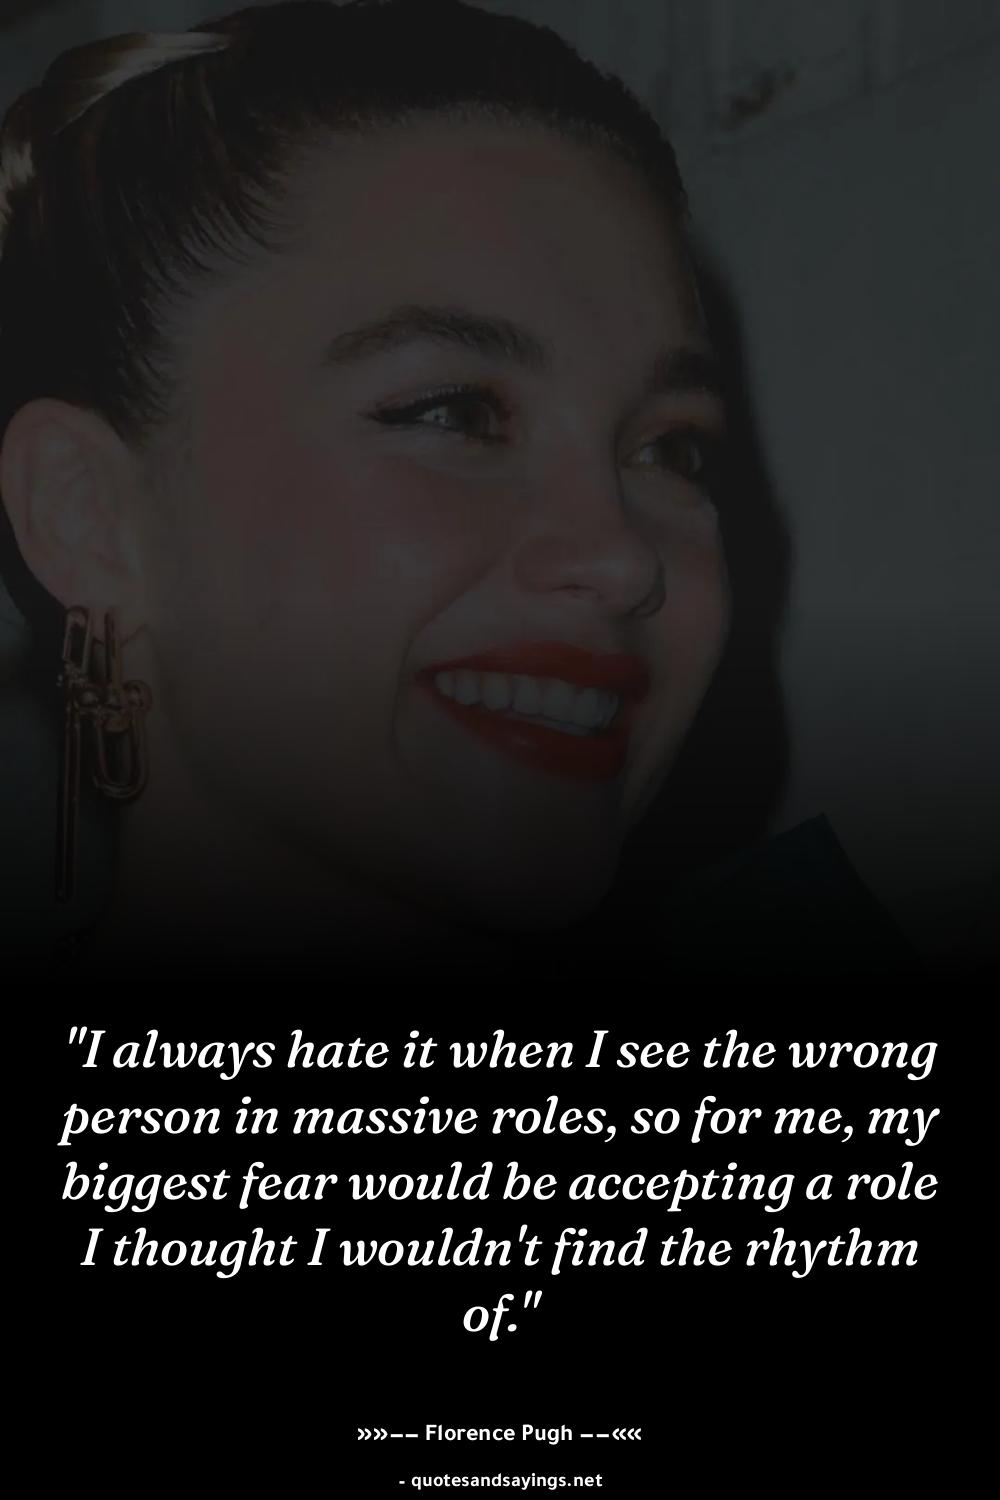 "I always hate it when I see the wrong
person in massive roles, so for me, my
biggest fear would be accepting a role
I thought I wouldn't find the rhythm
of."
»»−− Florence Pugh −−««
- quotesandsayings.net